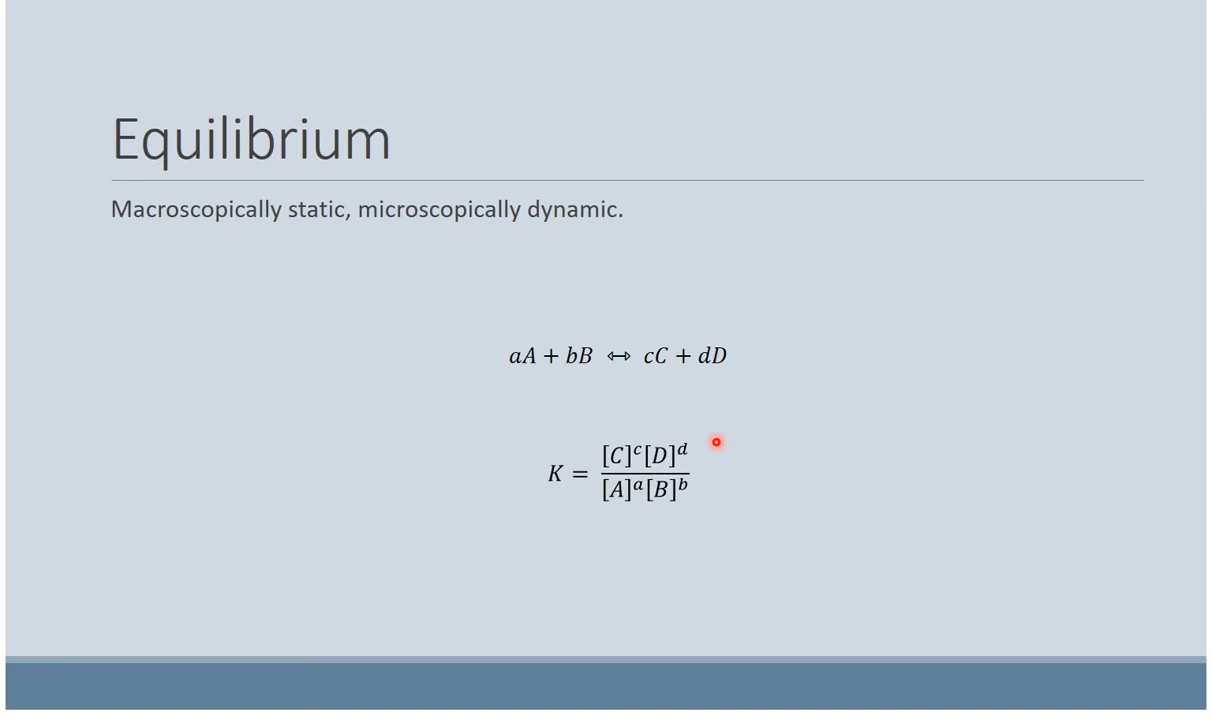 Equilibrium
Macroscopically static, microscopically dynamic.
aA + bB ⇿ cC + dD
K = [C]ᶜ[D]ᵈ / [A]ᵃ[B]ᵇ